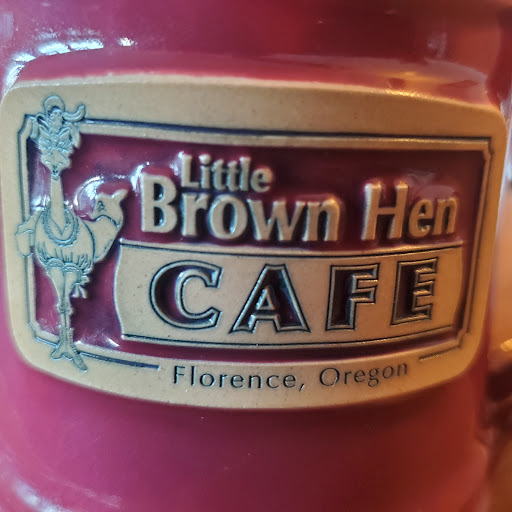 Little
Brown Hen
CAFE
Florence, Oregon